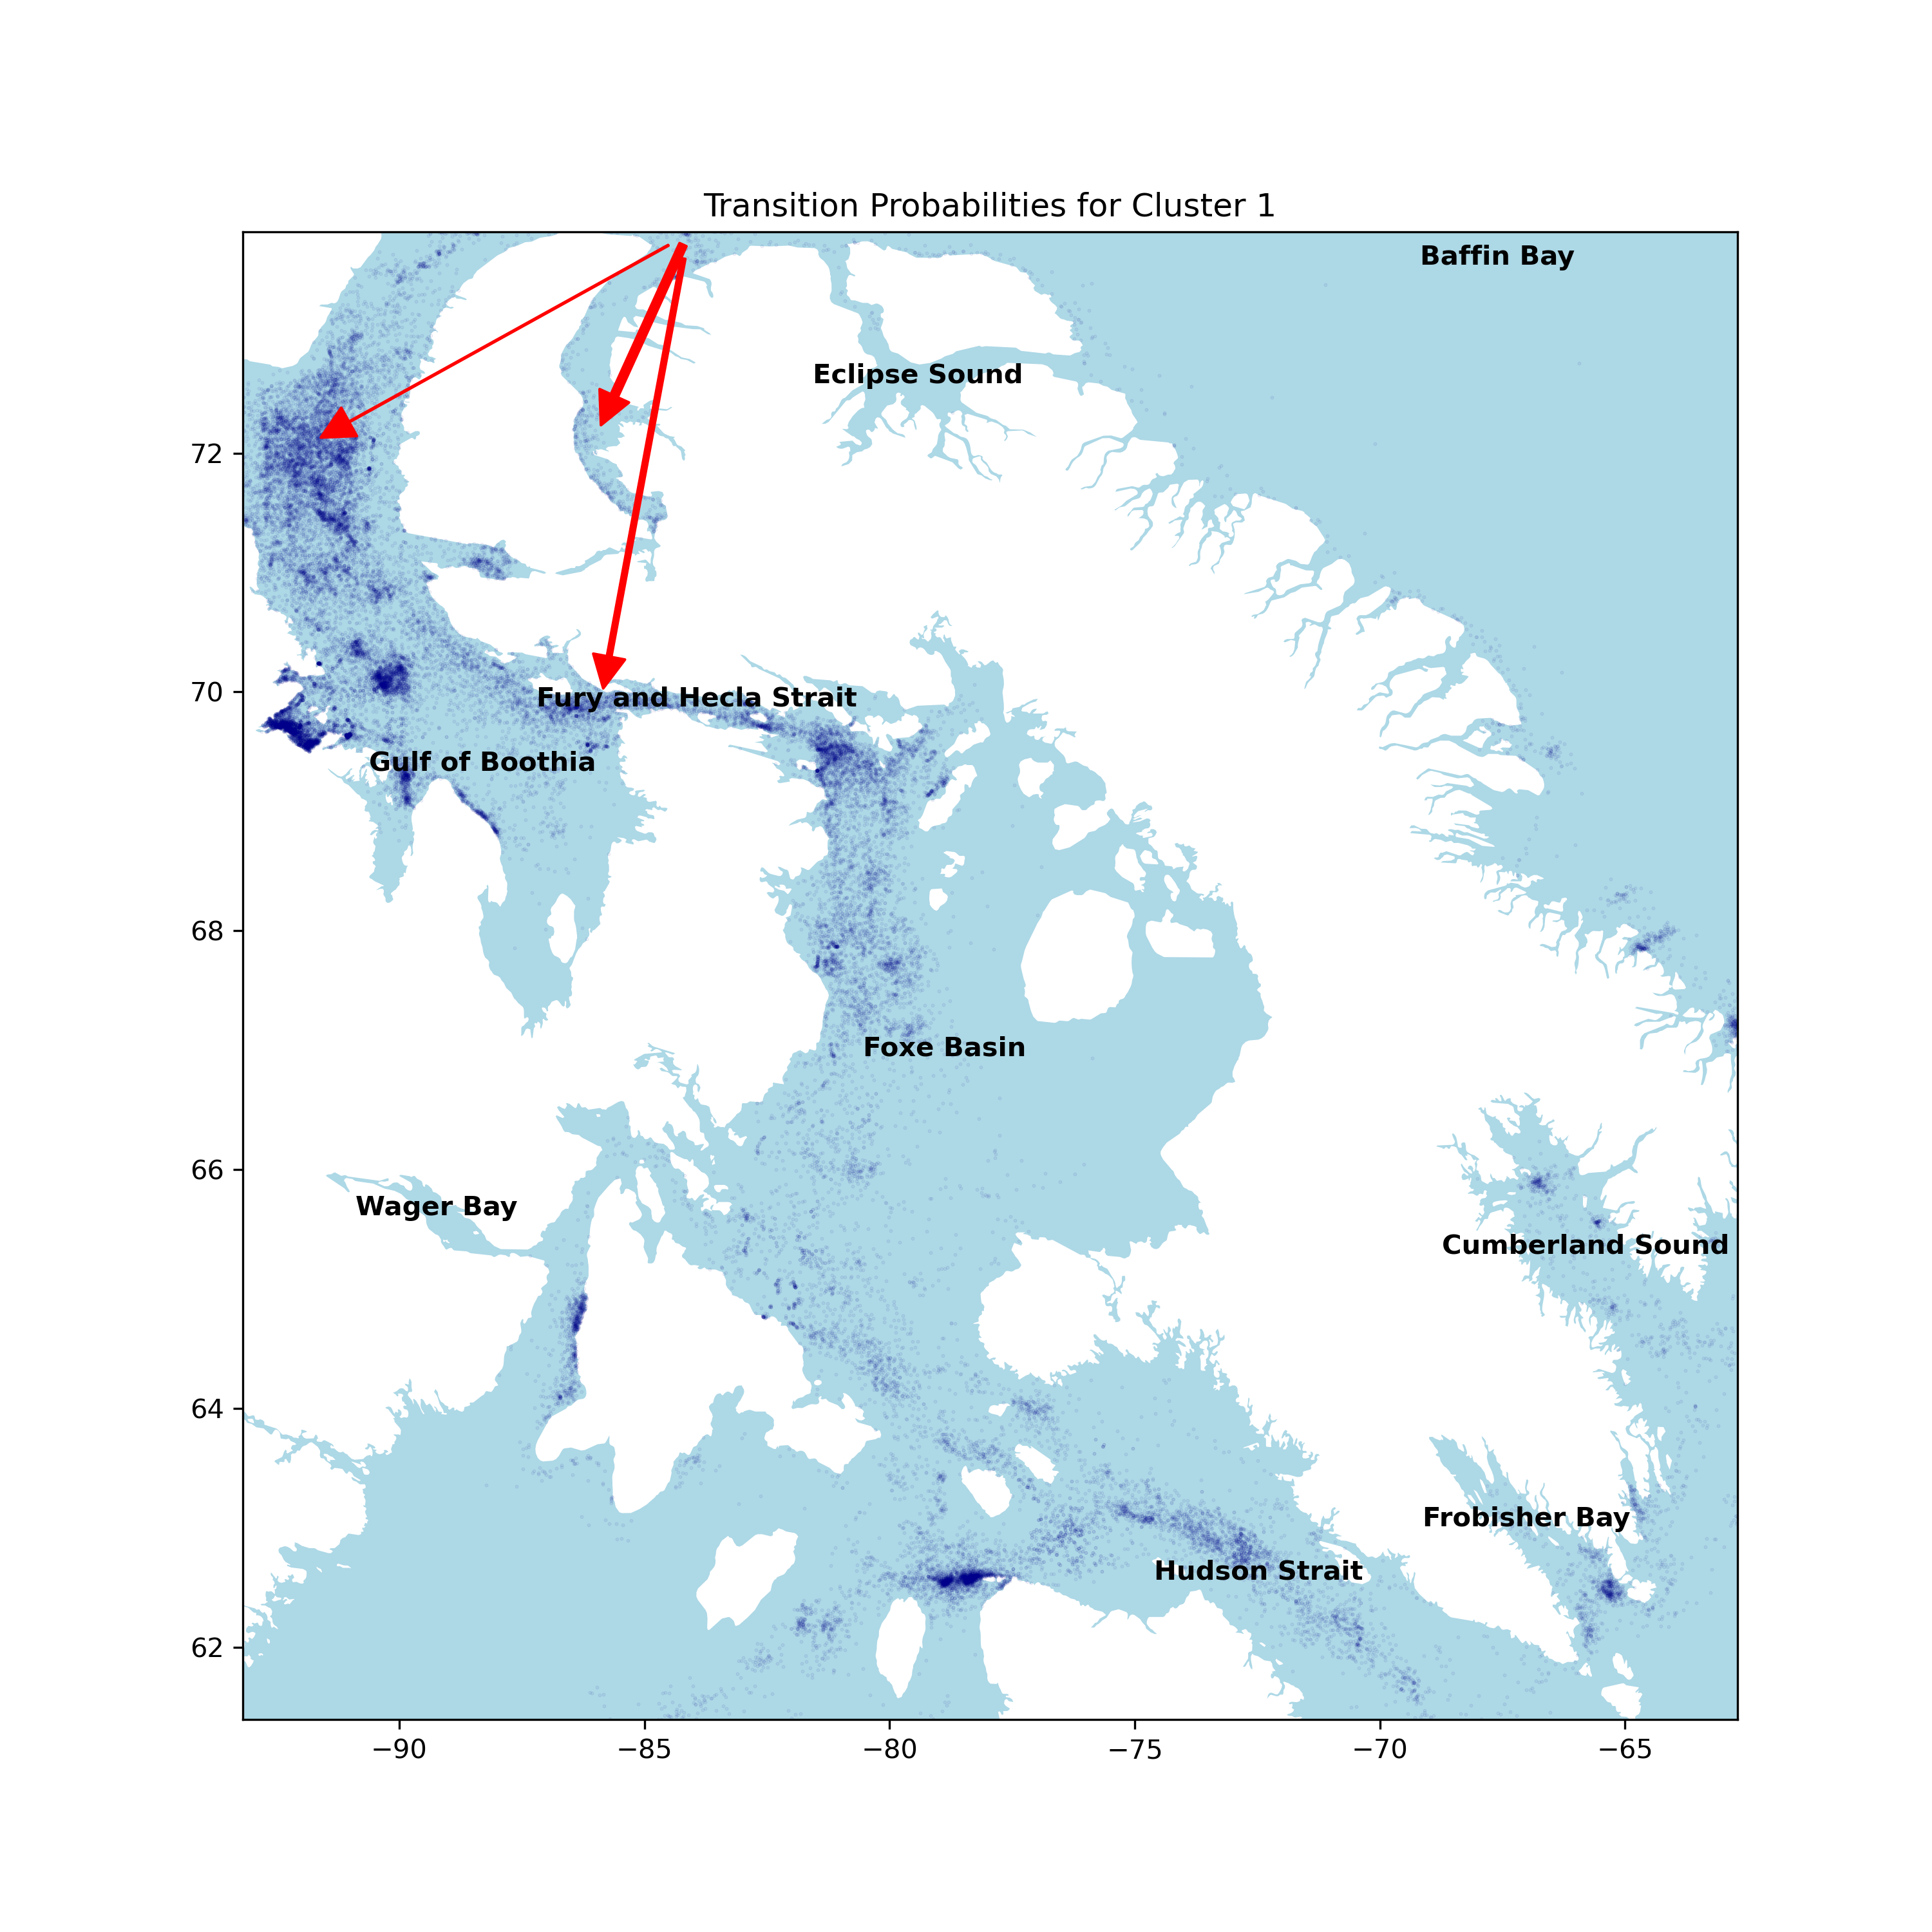 Transition Probabilities for Cluster 1
Baffin Bay
Eclipse Sound
72
70
Fury and Hecla Strait
Gulf of Boothia
68
Foxe Basin
66
Wager Bay
Cumberland Sound
64
Frobisher Bay
Hudson Strait
62
−90 −85 −80 −75 −70 −65